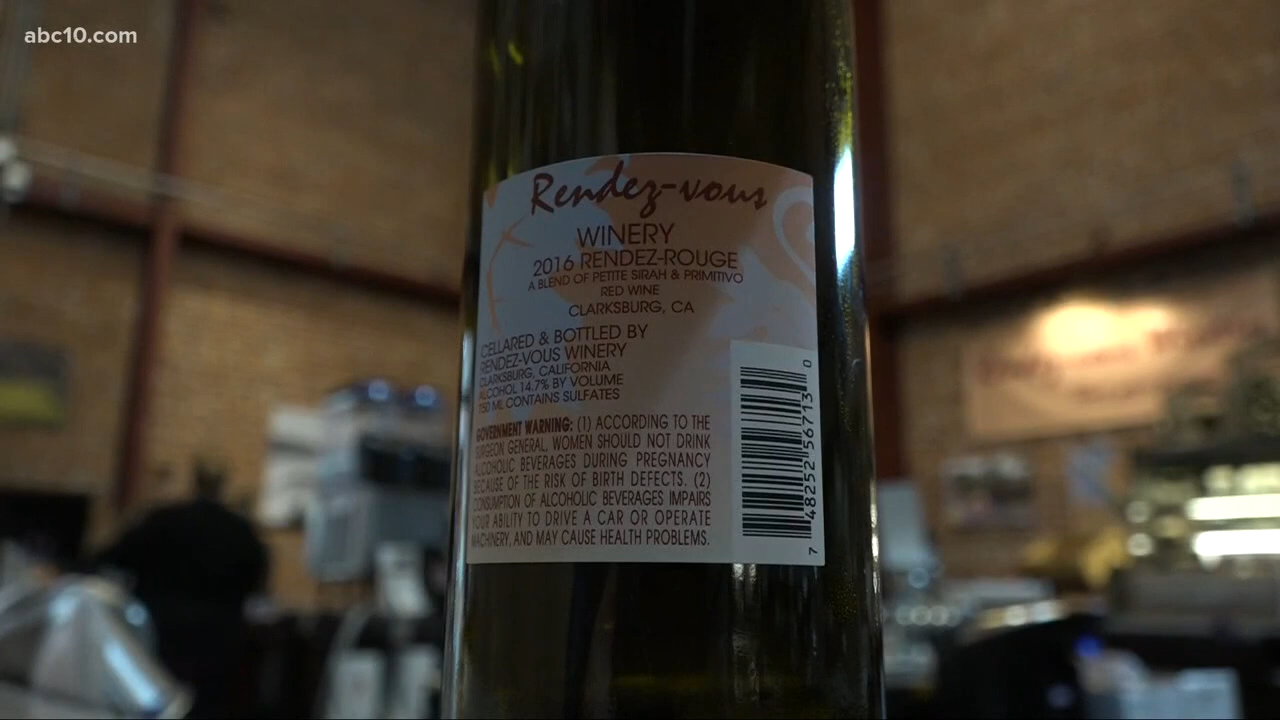 abc10.com
Rendez-vous
WINERY
2016 RENDEZ-ROUGE
A BLEND OF PETITE SIRAH & PRIMITIVO
RED WINE
CLARKSBURG, CA
CELLARED & BOTTLED BY
RENDEZ-VOUS WINERY
CLARKSBURG, CALIFORNIA
ALCOHOL 14.7% BY VOLUME
750 ML CONTAINS SULFATES
GOVERNMENT WARNING: (1) ACCORDING TO THE
SURGEON GENERAL, WOMEN SHOULD NOT DRINK
ALCOHOLIC BEVERAGES DURING PREGNANCY
BECAUSE OF THE RISK OF BIRTH DEFECTS. (2)
CONSUMPTION OF ALCOHOLIC BEVERAGES IMPAIRS
YOUR ABILITY TO DRIVE A CAR OR OPERATE
MACHINERY, AND MAY CAUSE HEALTH PROBLEMS.
7 48252 56713 0